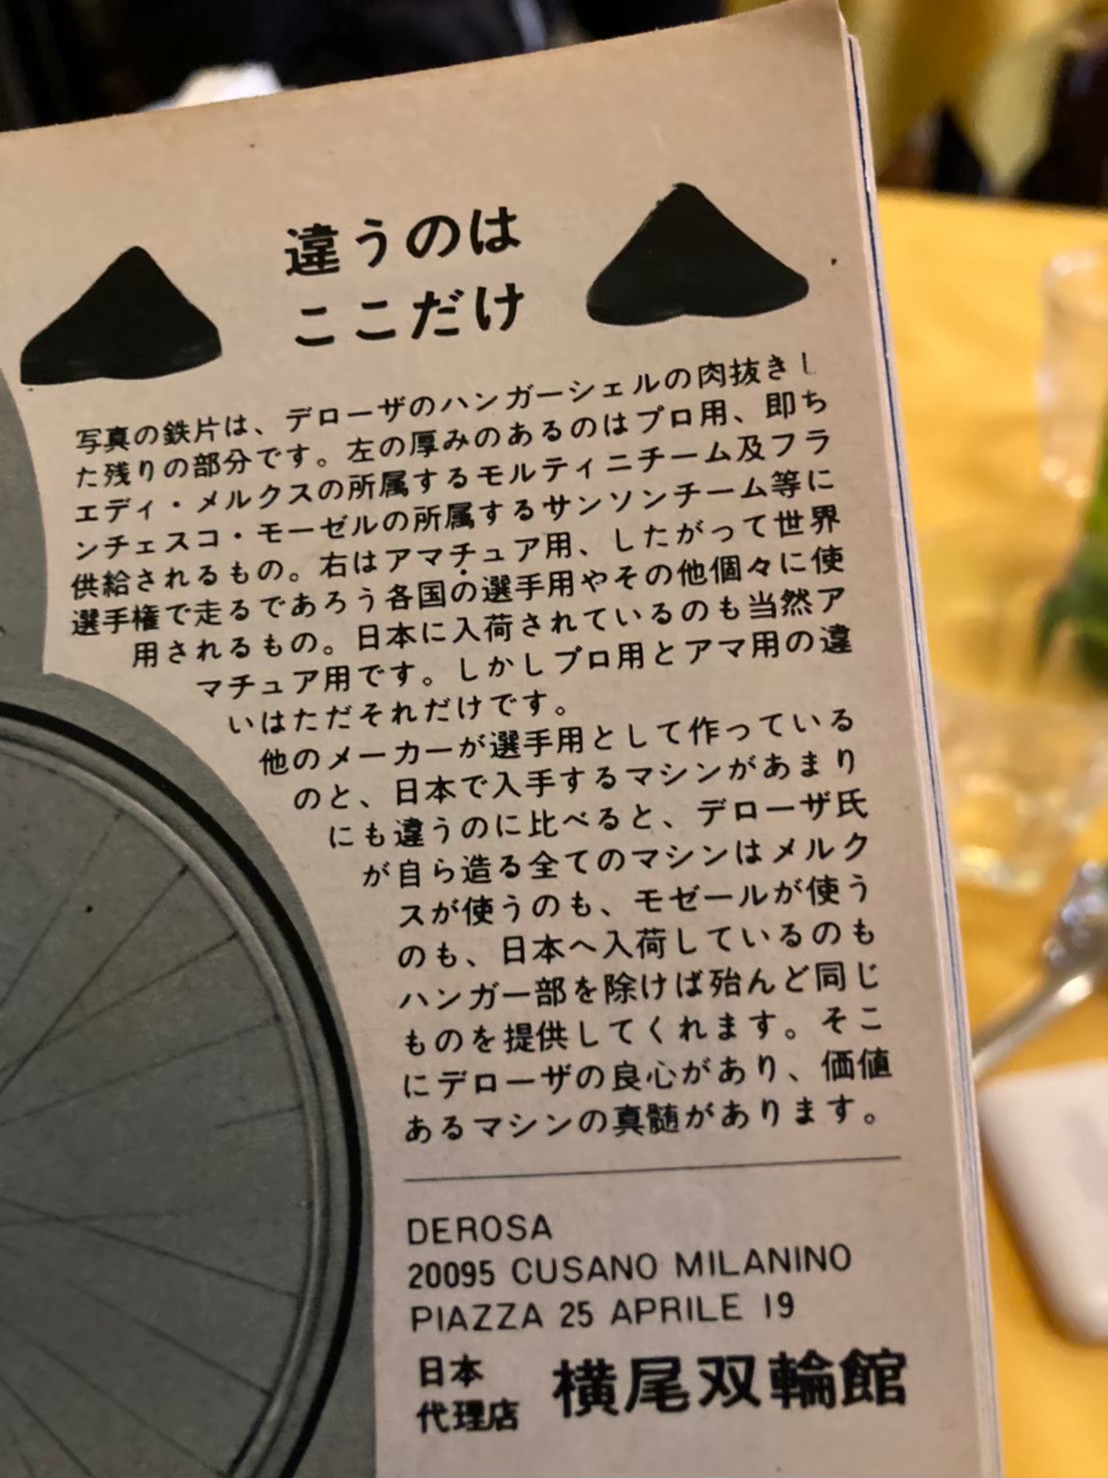 違うのは
ここだけ
写真の鉄片は、デローザのハンガーシェルの肉抜きし
た残りの部分です。左の厚みのあるのはプロ用、即ち
エディ・メルクスの所属するモルティニチーム及フラ
ンチェスコ・モーゼルの所属するサンソンチーム等に
供給されるもの。右はアマチュア用、したがって世界
選手権で走るであろう各国の選手用やその他個々に使
用されるもの。日本に入荷されているのも当然ア
マチュア用です。しかしプロ用とアマ用の違
いはただそれだけです。
他のメーカーが選手用として作っている
のと、日本で入手するマシンがあまり
にも違うのに比べると、デローザ氏
が自ら造る全てのマシンはメルク
スが使うのも、モゼールが使う
のも、日本へ入荷しているのも
ハンガー部を除けば殆んど同じ
ものを提供してくれます。そこ
にデローザの良心があり、価値
あるマシンの真髄があります。
DEROSA
20095 CUSANO MILANINO
PIAZZA 25 APRILE 19
日本
代理店 横尾双輪館